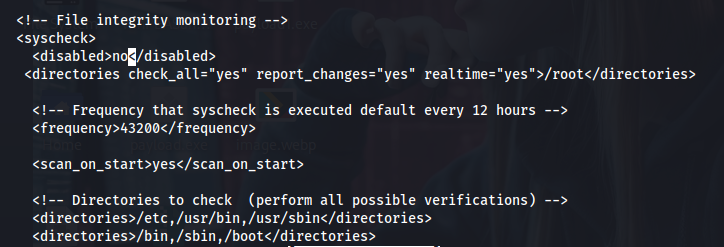 <!-- File integrity monitoring -->
<syscheck>
<disabled>no</disabled>
<directories check_all="yes" report_changes="yes" realtime="yes">/root</directories>
<!-- Frequency that syscheck is executed default every 12 hours -->
<frequency>43200</frequency>
<scan_on_start>yes</scan_on_start>
<!-- Directories to check  (perform all possible verifications) -->
<directories>/etc,/usr/bin,/usr/sbin</directories>
<directories>/bin,/sbin,/boot</directories>